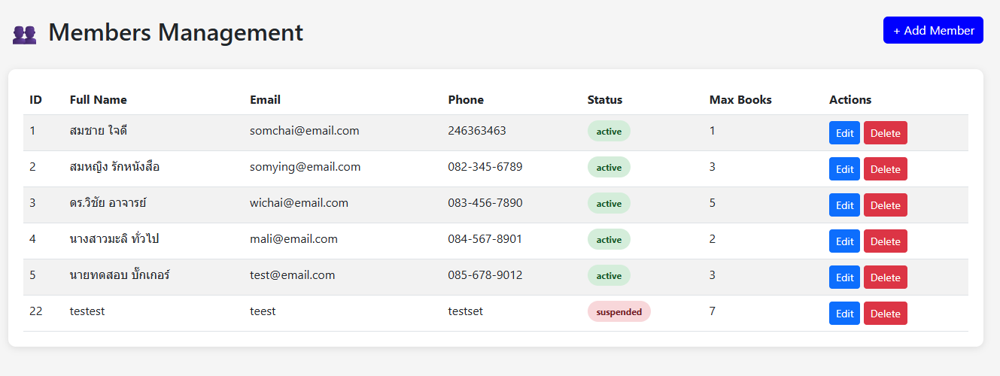 Members Management
+ Add Member
ID Full Name Email Phone Status Max Books Actions
1 สมชาย ใจดี somchai@email.com 246363463 active 1 Edit Delete
2 สมหญิง รักหนังสือ somying@email.com 082-345-6789 active 3 Edit Delete
3 ดร.วิชัย อาจารย์ wichai@email.com 083-456-7890 active 5 Edit Delete
4 นางสาวมะลิ ทั่วไป mali@email.com 084-567-8901 active 2 Edit Delete
5 นายทดสอบ บั๊กเกอร์ test@email.com 085-678-9012 active 3 Edit Delete
22 testest teest testset suspended 7 Edit Delete